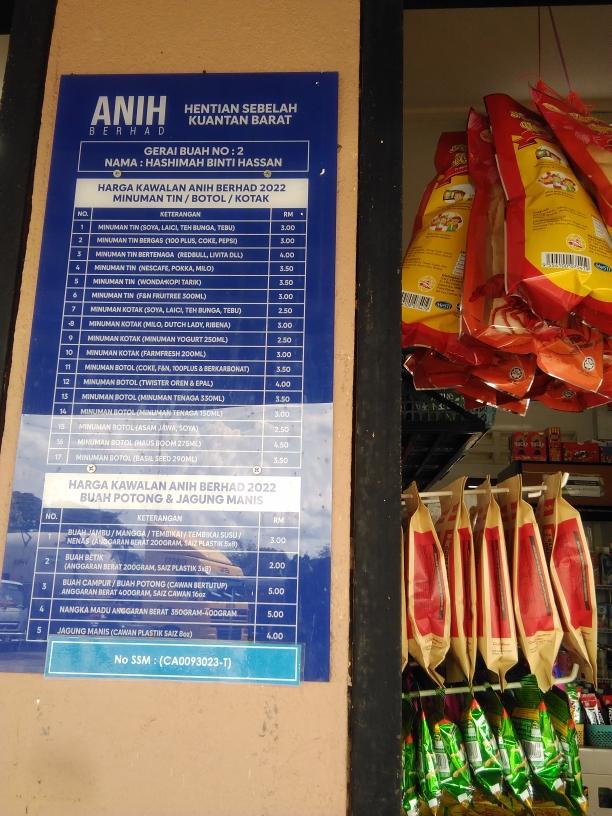 ANIH
BERHAD
HENTIAN SEBELAH
KUANTAN BARAT
GERAI BUAH NO : 2
NAMA : HASHIMAH BINTI HASSAN
HARGA KAWALAN ANIH BERHAD 2022
MINUMAN TIN / BOTOL / KOTAK
NO. KETERANGAN RM
1 MINUMAN TIN (SOYA, LAICI, TEH BUNGA, TEBU) 3.00
2 MINUMAN TIN BERGAS (100 PLUS, COKE, PEPSI) 3.00
3 MINUMAN TIN BERTENAGA (REDBULL, LIVITA DLL) 4.00
4 MINUMAN TIN (NESCAFE, POKKA, MILO) 3.50
5 MINUMAN TIN (WONDA/KOPI TARIK) 3.50
6 MINUMAN TIN (F&N FRUITREE 300ML) 3.00
7 MINUMAN KOTAK (SOYA, LAICI, TEH BUNGA, TEBU) 2.50
8 MINUMAN KOTAK (MILO, DUTCH LADY, RIBENA) 3.00
9 MINUMAN KOTAK (MINUMAN YOGURT 250ML) 2.50
10 MINUMAN KOTAK (FARMFRESH 200ML) 3.00
11 MINUMAN BOTOL (COKE, F&N, 100PLUS & BERKARBONAT) 3.50
12 MINUMAN BOTOL (TWISTER OREN & EPAL) 4.00
13 MINUMAN BOTOL (MINUMAN TENAGA 330ML) 3.50
14 MINUMAN BOTOL (MINUMAN TENAGA 150ML) 3.00
15 MINUMAN BOTOL (ASAM JAWA, SOYA) 2.50
16 MINUMAN BOTOL (HAUS BOOM 275ML) 4.50
17 MINUMAN BOTOL (BASIL SEED 290ML) 3.50
HARGA KAWALAN ANIH BERHAD 2022
BUAH POTONG & JAGUNG MANIS
NO. KETERANGAN RM
1 BUAH JAMBU / MANGGA / TEMBIKAI / TEMBIKAI SUSU /
NENAS (ANGGARAN BERAT 200GRAM, SAIZ PLASTIK 5x8) 3.00
2 BUAH BETIK
(ANGGARAN BERAT 200GRAM, SAIZ PLASTIK 3x8) 2.00
3 BUAH CAMPUR / BUAH POTONG (CAWAN BERTUTUP)
ANGGARAN BERAT 400GRAM, SAIZ CAWAN 16oz 5.00
4 NANGKA MADU ANGGARAN BERAT 350GRAM-400GRAM 5.00
5 JAGUNG MANIS (CAWAN PLASTIK SAIZ 8oz) 4.00
No SSM : (CA0093023-T)